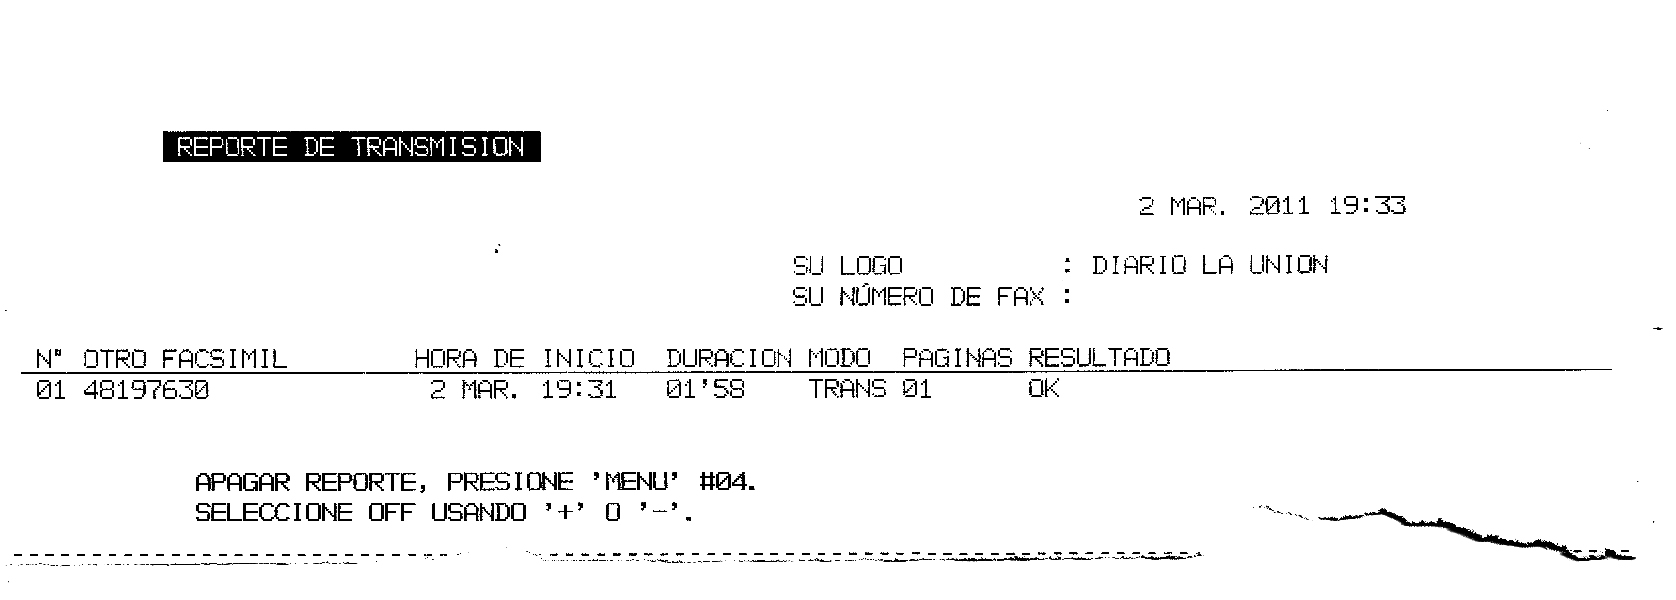 REPORTE DE TRANSMISION
2 MAR. 2011 19:33
SU LOGO : DIARIO LA UNION
SU NÚMERO DE FAX :
N° OTRO FACSIMIL HORA DE INICIO DURACION MODO PAGINAS RESULTADO
01 48197630 2 MAR. 19:31 01'58 TRANS 01 OK
APAGAR REPORTE, PRESIONE 'MENU' #04.
SELECCIONE OFF USANDO '+' O '-'.